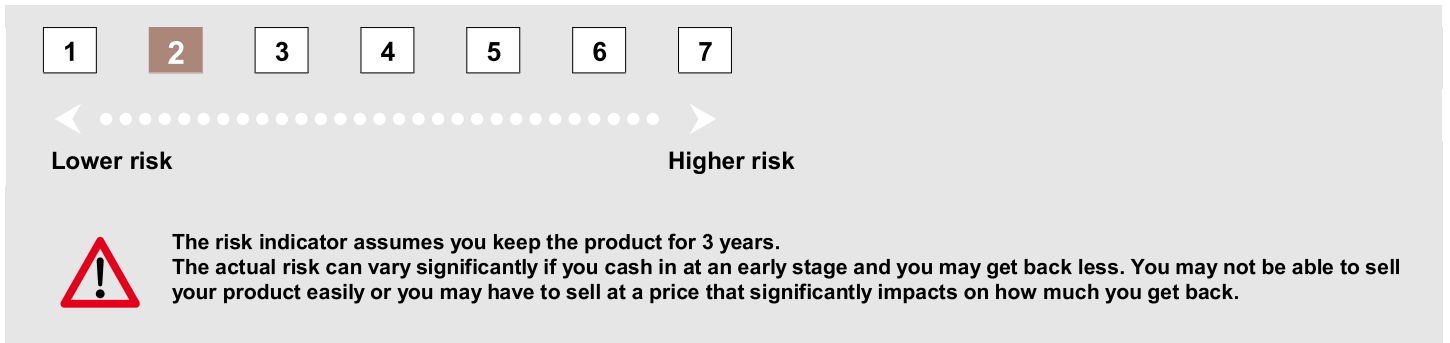 1 2 3 4 5 6 7
Lower risk Higher risk
The risk indicator assumes you keep the product for 3 years.
The actual risk can vary significantly if you cash in at an early stage and you may get back less. You may not be able to sell
your product easily or you may have to sell at a price that significantly impacts on how much you get back.